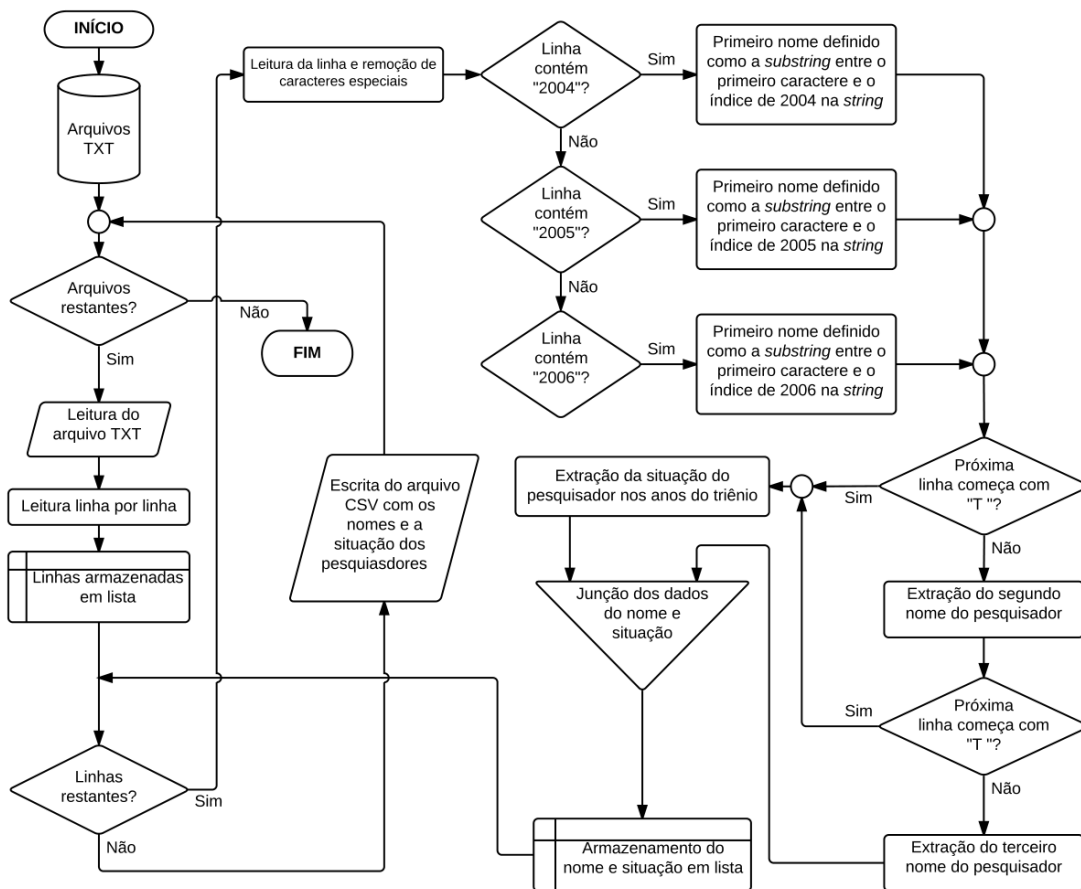 INÍCIO
Arquivos
TXT
Arquivos
restantes?
Não
FIM
Sim
Leitura do
arquivo TXT
Leitura linha por linha
Linhas armazenadas
em lista
Linhas
restantes?
Sim
Não
Escrita do arquivo
CSV com os
nomes e a
situação dos
pesquiasdores
Leitura da linha e remoção de
caracteres especiais
Linha
contém
"2004"?
Sim
Primeiro nome definido
como a substring entre o
primeiro caractere e o
índice de 2004 na string
Não
Linha
contém
"2005"?
Sim
Primeiro nome definido
como a substring entre o
primeiro caractere e o
índice de 2005 na string
Não
Linha
contém
"2006"?
Sim
Primeiro nome definido
como a substring entre o
primeiro caractere e o
índice de 2006 na string
Próxima
linha começa com
"T "?
Sim
Não
Extração da situação do
pesquisador nos anos do triênio
Extração do segundo
nome do pesquisador
Junção dos dados
do nome e
situação
Próxima
linha começa com
"T "?
Sim
Não
Extração do terceiro
nome do pesquisador
Armazenamento do
nome e situação em lista